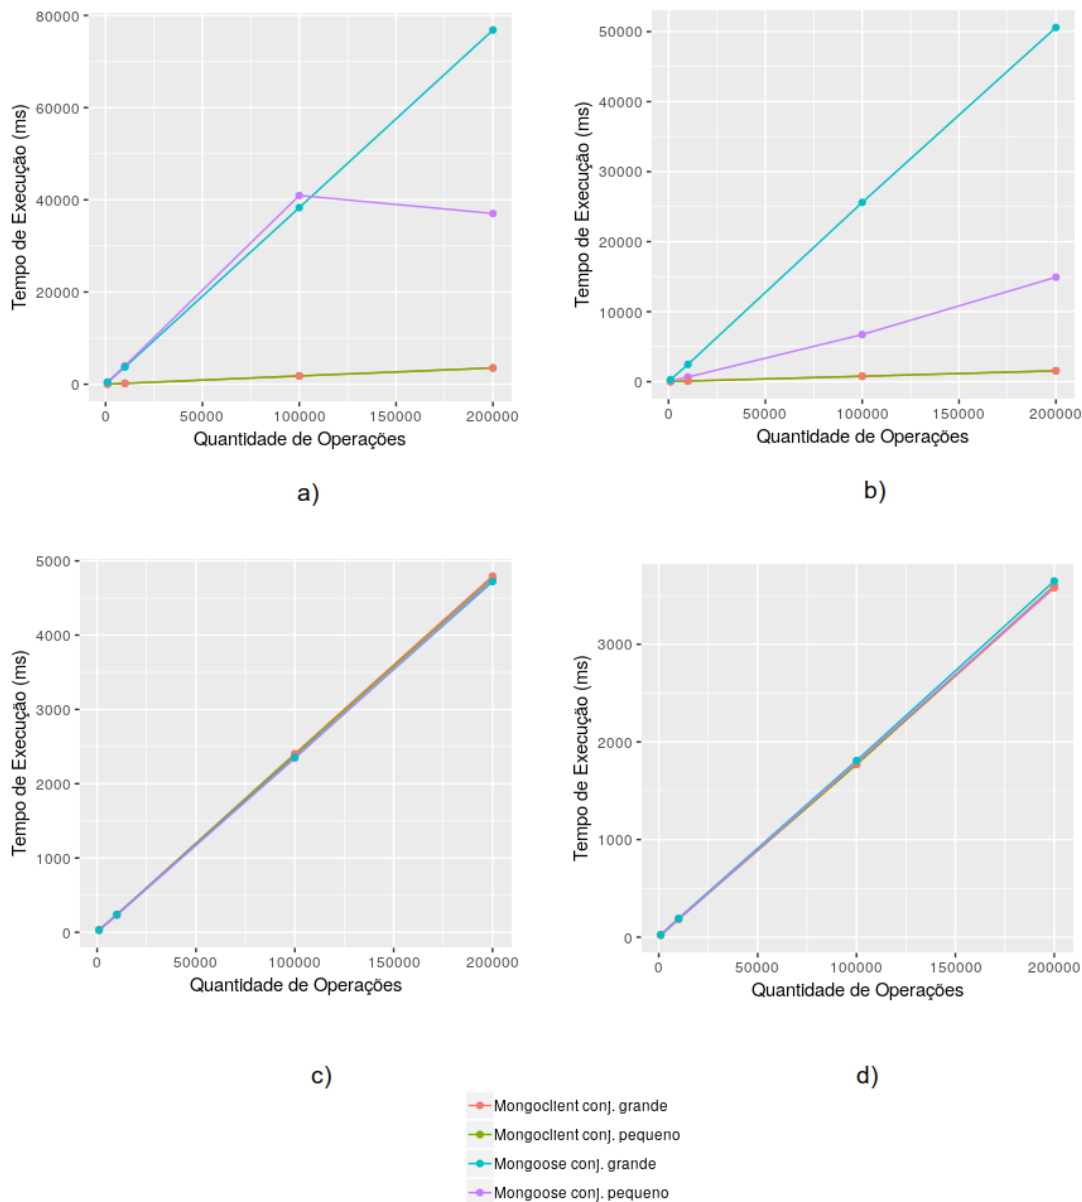 80000
60000
40000
20000
0
Tempo de Execução (ms)
0 50000 100000 150000 200000
Quantidade de Operações
a)
50000
40000
30000
20000
10000
0
Tempo de Execução (ms)
0 50000 100000 150000 200000
Quantidade de Operações
b)
5000
4000
3000
2000
1000
0
Tempo de Execução (ms)
0 50000 100000 150000 200000
Quantidade de Operações
c)
3000
2000
1000
0
Tempo de Execução (ms)
0 50000 100000 150000 200000
Quantidade de Operações
d)
Mongoclient conj. grande
Mongoclient conj. pequeno
Mongoose conj. grande
Mongoose conj. pequeno